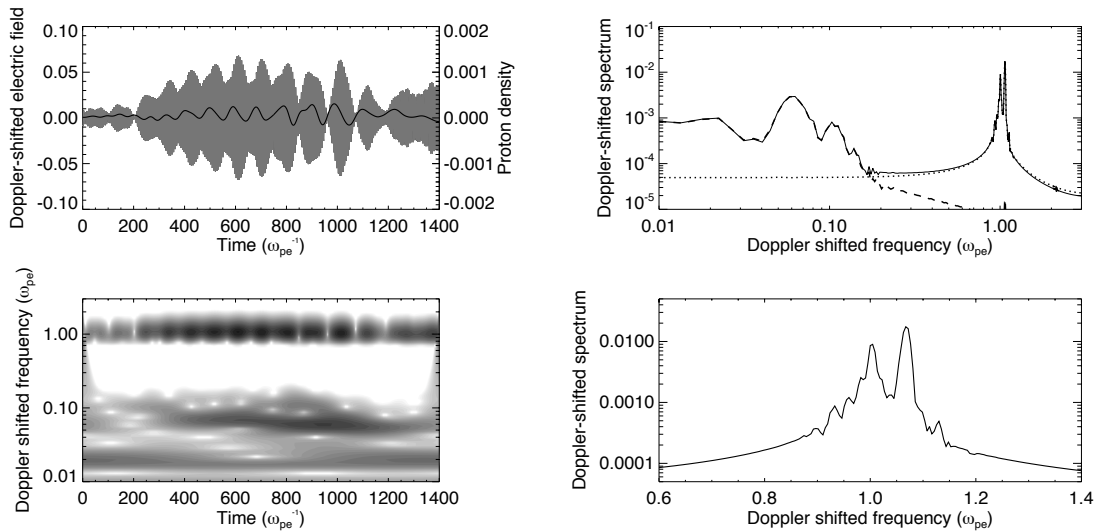 Doppler-shifted electric field
0.10
0.05
0.00
-0.05
-0.10
0.002
0.001
0.000
-0.001
-0.002
Proton density
0 200 400 600 800 1000 1200 1400
Time (ωpe⁻¹)
Doppler-shifted spectrum
10⁻¹
10⁻²
10⁻³
10⁻⁴
10⁻⁵
0.01 0.10 1.00
Doppler shifted frequency (ωpe)
Doppler shifted frequency (ωpe)
1.00
0.10
0.01
0 200 400 600 800 1000 1200 1400
Time (ωpe⁻¹)
Doppler-shifted spectrum
0.0100
0.0010
0.0001
0.6 0.8 1.0 1.2 1.4
Doppler shifted frequency (ωpe)